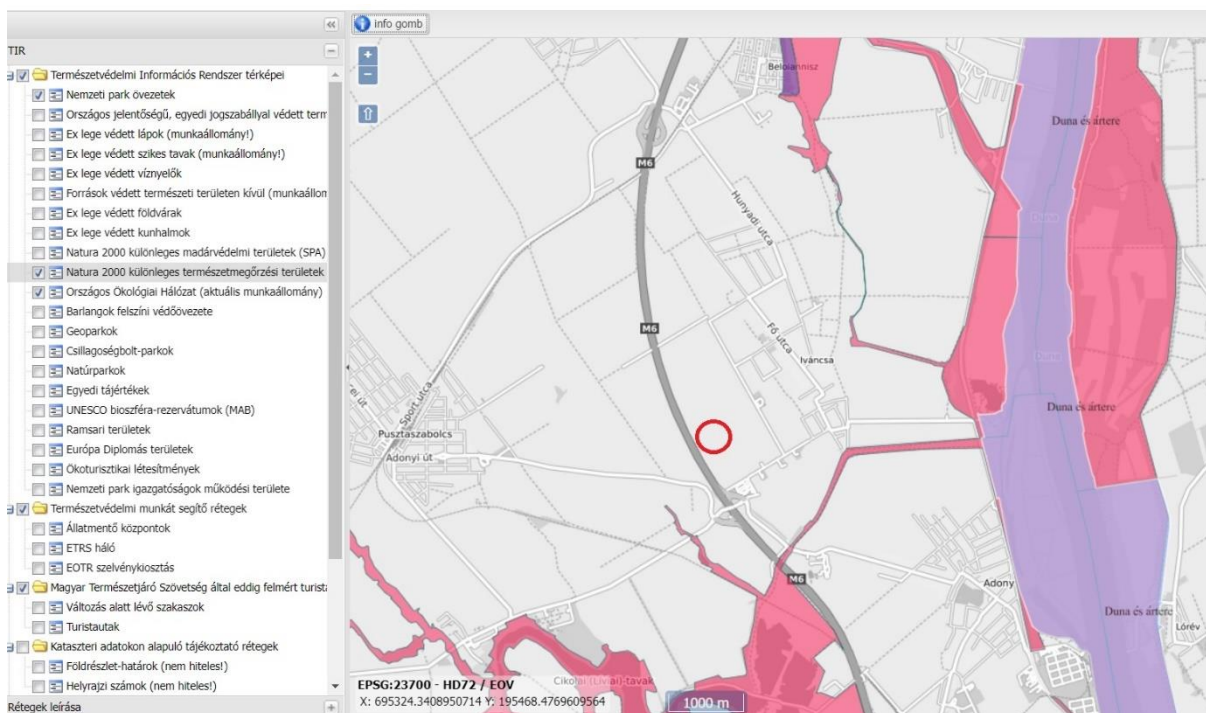 info gomb
TIR
Természetvédelmi Információs Rendszer térképei
Nemzeti park övezetek
Országos jelentőségű, egyedi jogszabállyal védett term
Ex lege védett lápok (munkaállomány!)
Ex lege védett szikes tavak (munkaállomány!)
Ex lege védett víznyelők
Források védett természeti területen kívül (munkaállom
Ex lege védett földvárak
Ex lege védett kunhalmok
Natura 2000 különleges madárvédelmi területek (SPA)
Natura 2000 különleges természetmegőrzési területek
Országos Ökológiai Hálózat (aktuális munkaállomány)
Barlangok felszíni védőövezete
Geoparkok
Csillagoségbolt-parkok
Natúrparkok
Egyedi tájértékek
UNESCO bioszféra-rezervátumok (MAB)
Ramsari területek
Európa Diplomás területek
Ökoturisztikai létesítmények
Nemzeti park igazgatóságok működési területe
Természetvédelmi munkát segítő rétegek
Állatmentő központok
ETRS háló
EOTR szelvénykiosztás
Magyar Természetjáró Szövetség által eddig felmért turista
Változás alatt lévő szakaszok
Turistautak
Kataszteri adatokon alapuló tájékoztató rétegek
Földrészlet-határok (nem hiteles!)
Helyrajzi számok (nem hiteles!)
Rétegek leírása
Beloiannisz
Duna és ártere
Duna
M6
Hunyadi utca
M6
Fő utca
Iváncsa
Duna
Duna és ártere
Sport utca
ei út
Pusztaszabolcs
Adonyi út
M6
Adony
Duna és ártere
Lórév
Cikolai (Líviai)-tavak
EPSG:23700 - HD72 / EOV
X: 695324.3408950714 Y: 195468.4769609564
1000 m